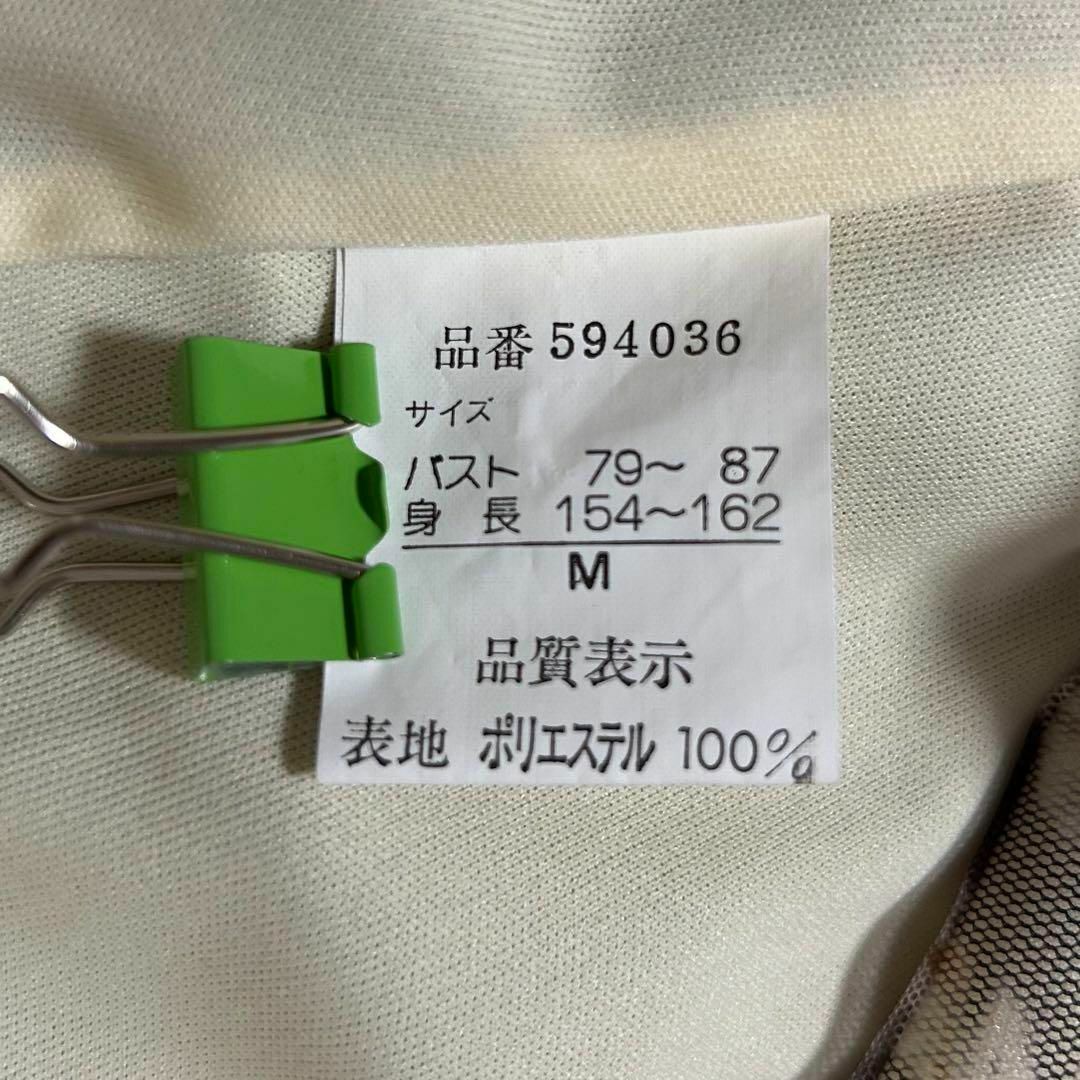 品番 594036
サイズ
バスト 79〜 87
身 長 154〜162
M
品質表示
表地 ポリエステル 100%